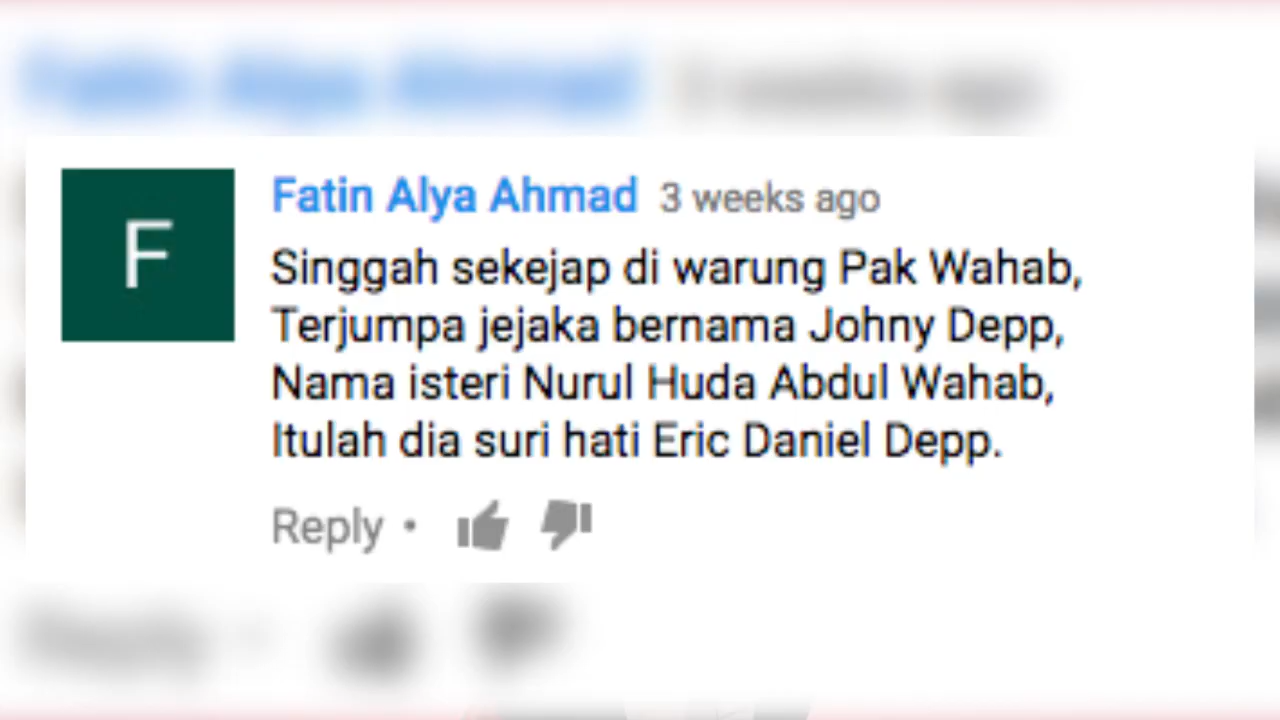 F
Fatin Alya Ahmad 3 weeks ago
Singgah sekejap di warung Pak Wahab,
Terjumpa jejaka bernama Johny Depp,
Nama isteri Nurul Huda Abdul Wahab,
Itulah dia suri hati Eric Daniel Depp.
Reply •